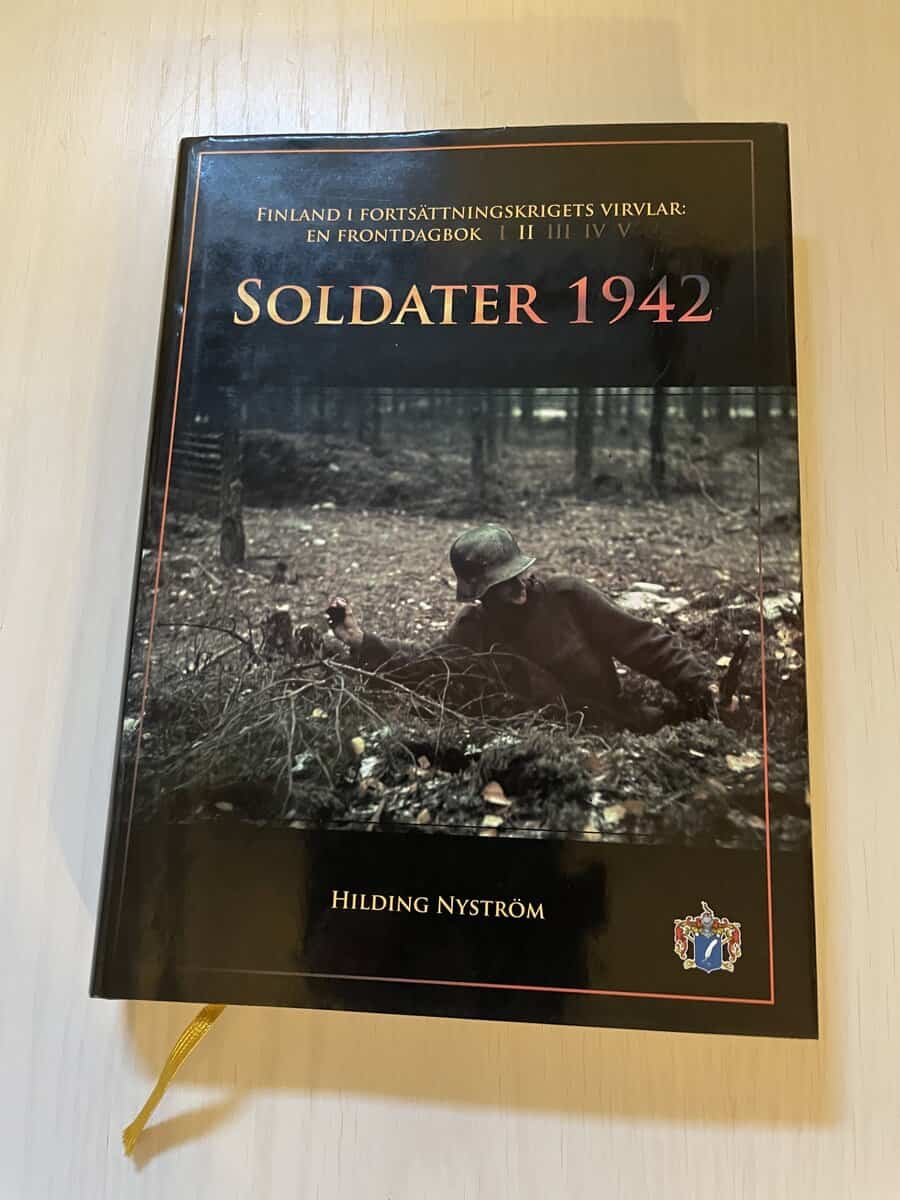 FINLAND I FORTSÄTTNINGSKRIGETS VIRVLAR:
EN FRONTDAGBOK I II III IV V
SOLDATER 1942
HILDING NYSTRÖM